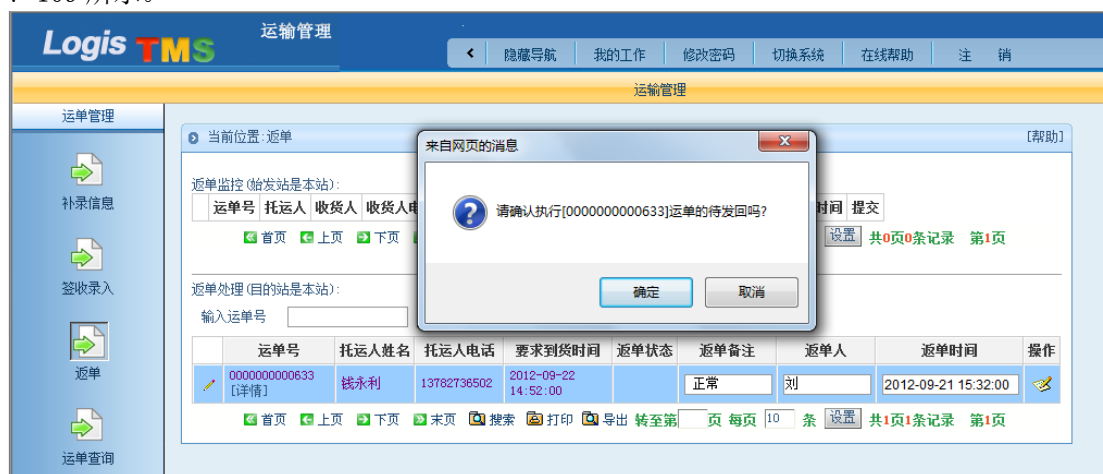 Logis TMS
运输管理
隐藏导航 我的工作 修改密码 切换系统 在线帮助 注 销
运输管理
运单管理
补录信息
签收录入
返单
运单查询
当前位置:返单 [帮助]
返单监控(始发站是本站):
运单号 托运人 收货人 收货人 时间 提交
首页 上页 下页 设置 共0页0条记录 第1页
来自网页的消息
请确认执行[0000000000633]运单的待发回吗?
确定 取消
返单处理(目的站是本站):
输入运单号
运单号 托运人姓名 托运人电话 要求到货时间 返单状态 返单备注 返单人 返单时间 操作
0000000000633 [详情] 钱永利 13782736502 2012-09-22 14:52:00 正常 刘 2012-09-21 15:32:00
首页 上页 下页 末页 搜索 打印 导出 转至第 页 每页 10 条 设置 共1页1条记录 第1页